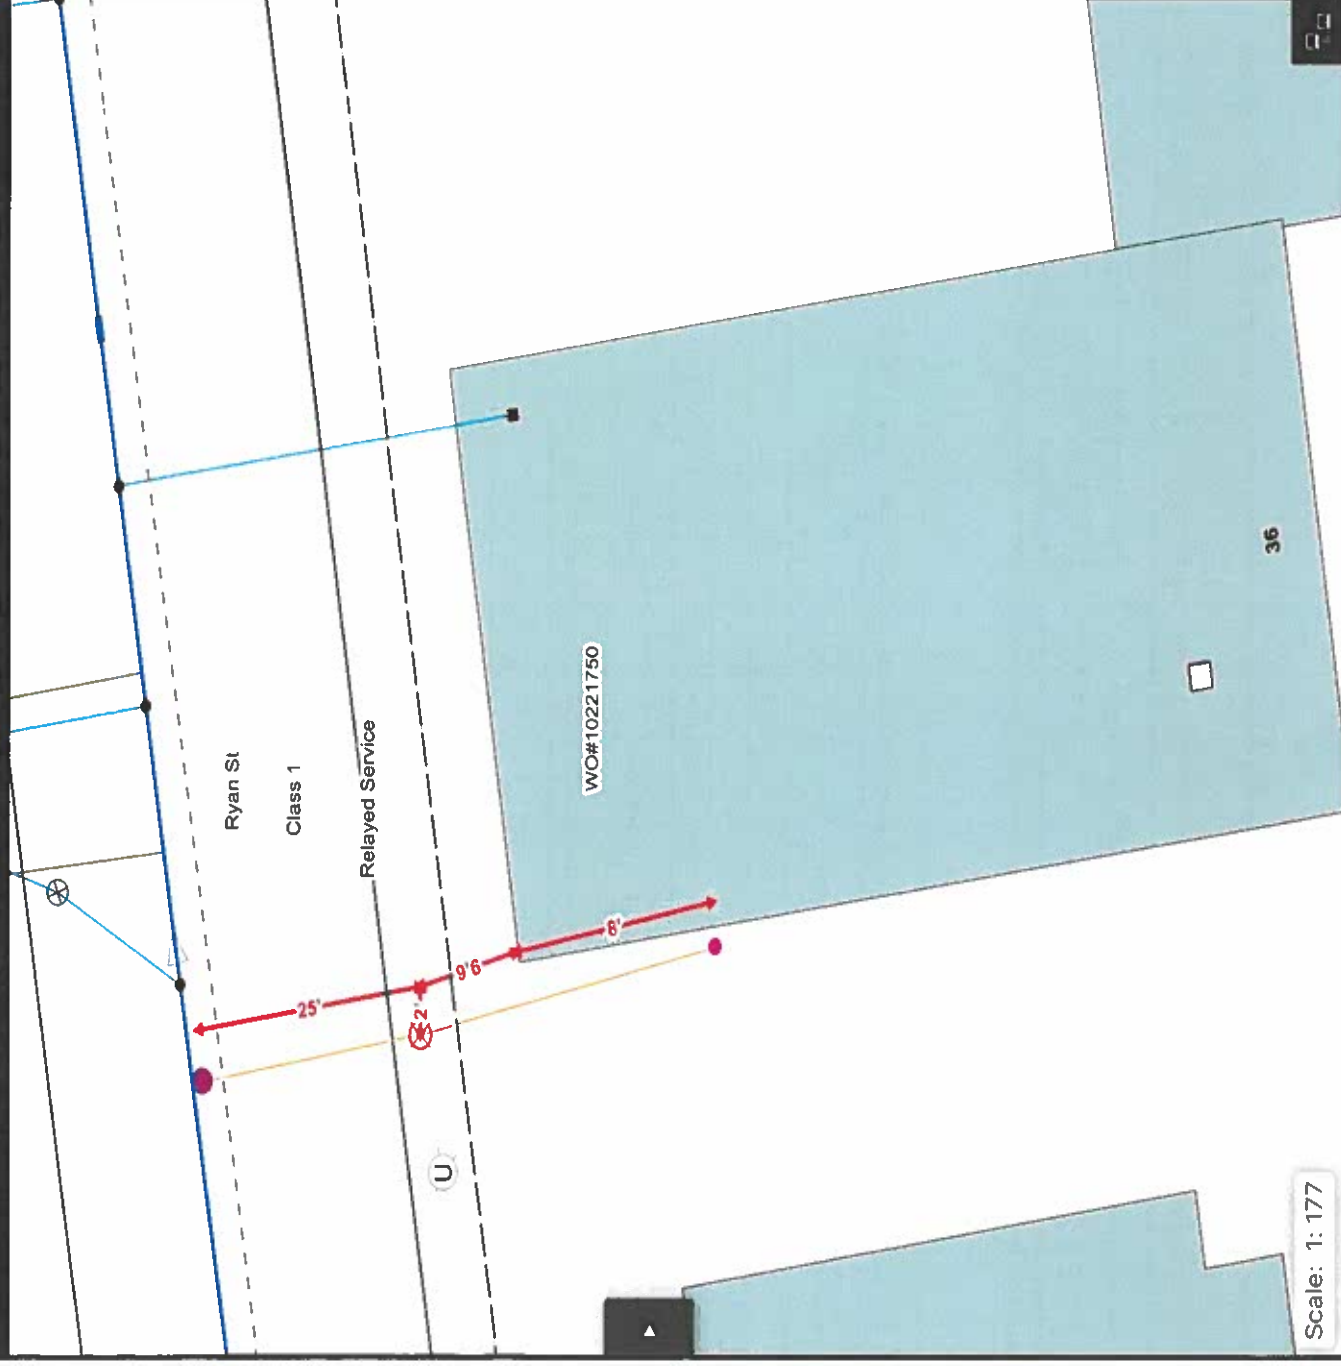 Ryan St
Class 1
Relayed Service
WO#10221750
25'
2'
9'6
8'
U
36
Scale: 1: 177